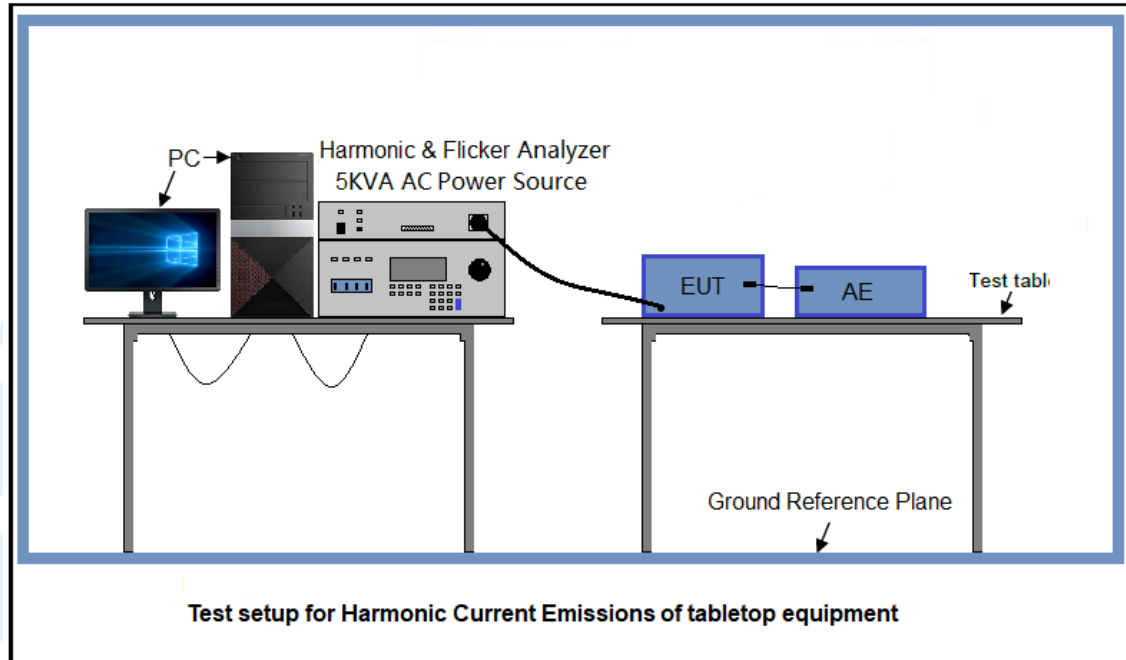 PC
Harmonic & Flicker Analyzer
5KVA AC Power Source
EUT
AE
Test tabl
Ground Reference Plane
Test setup for Harmonic Current Emissions of tabletop equipment